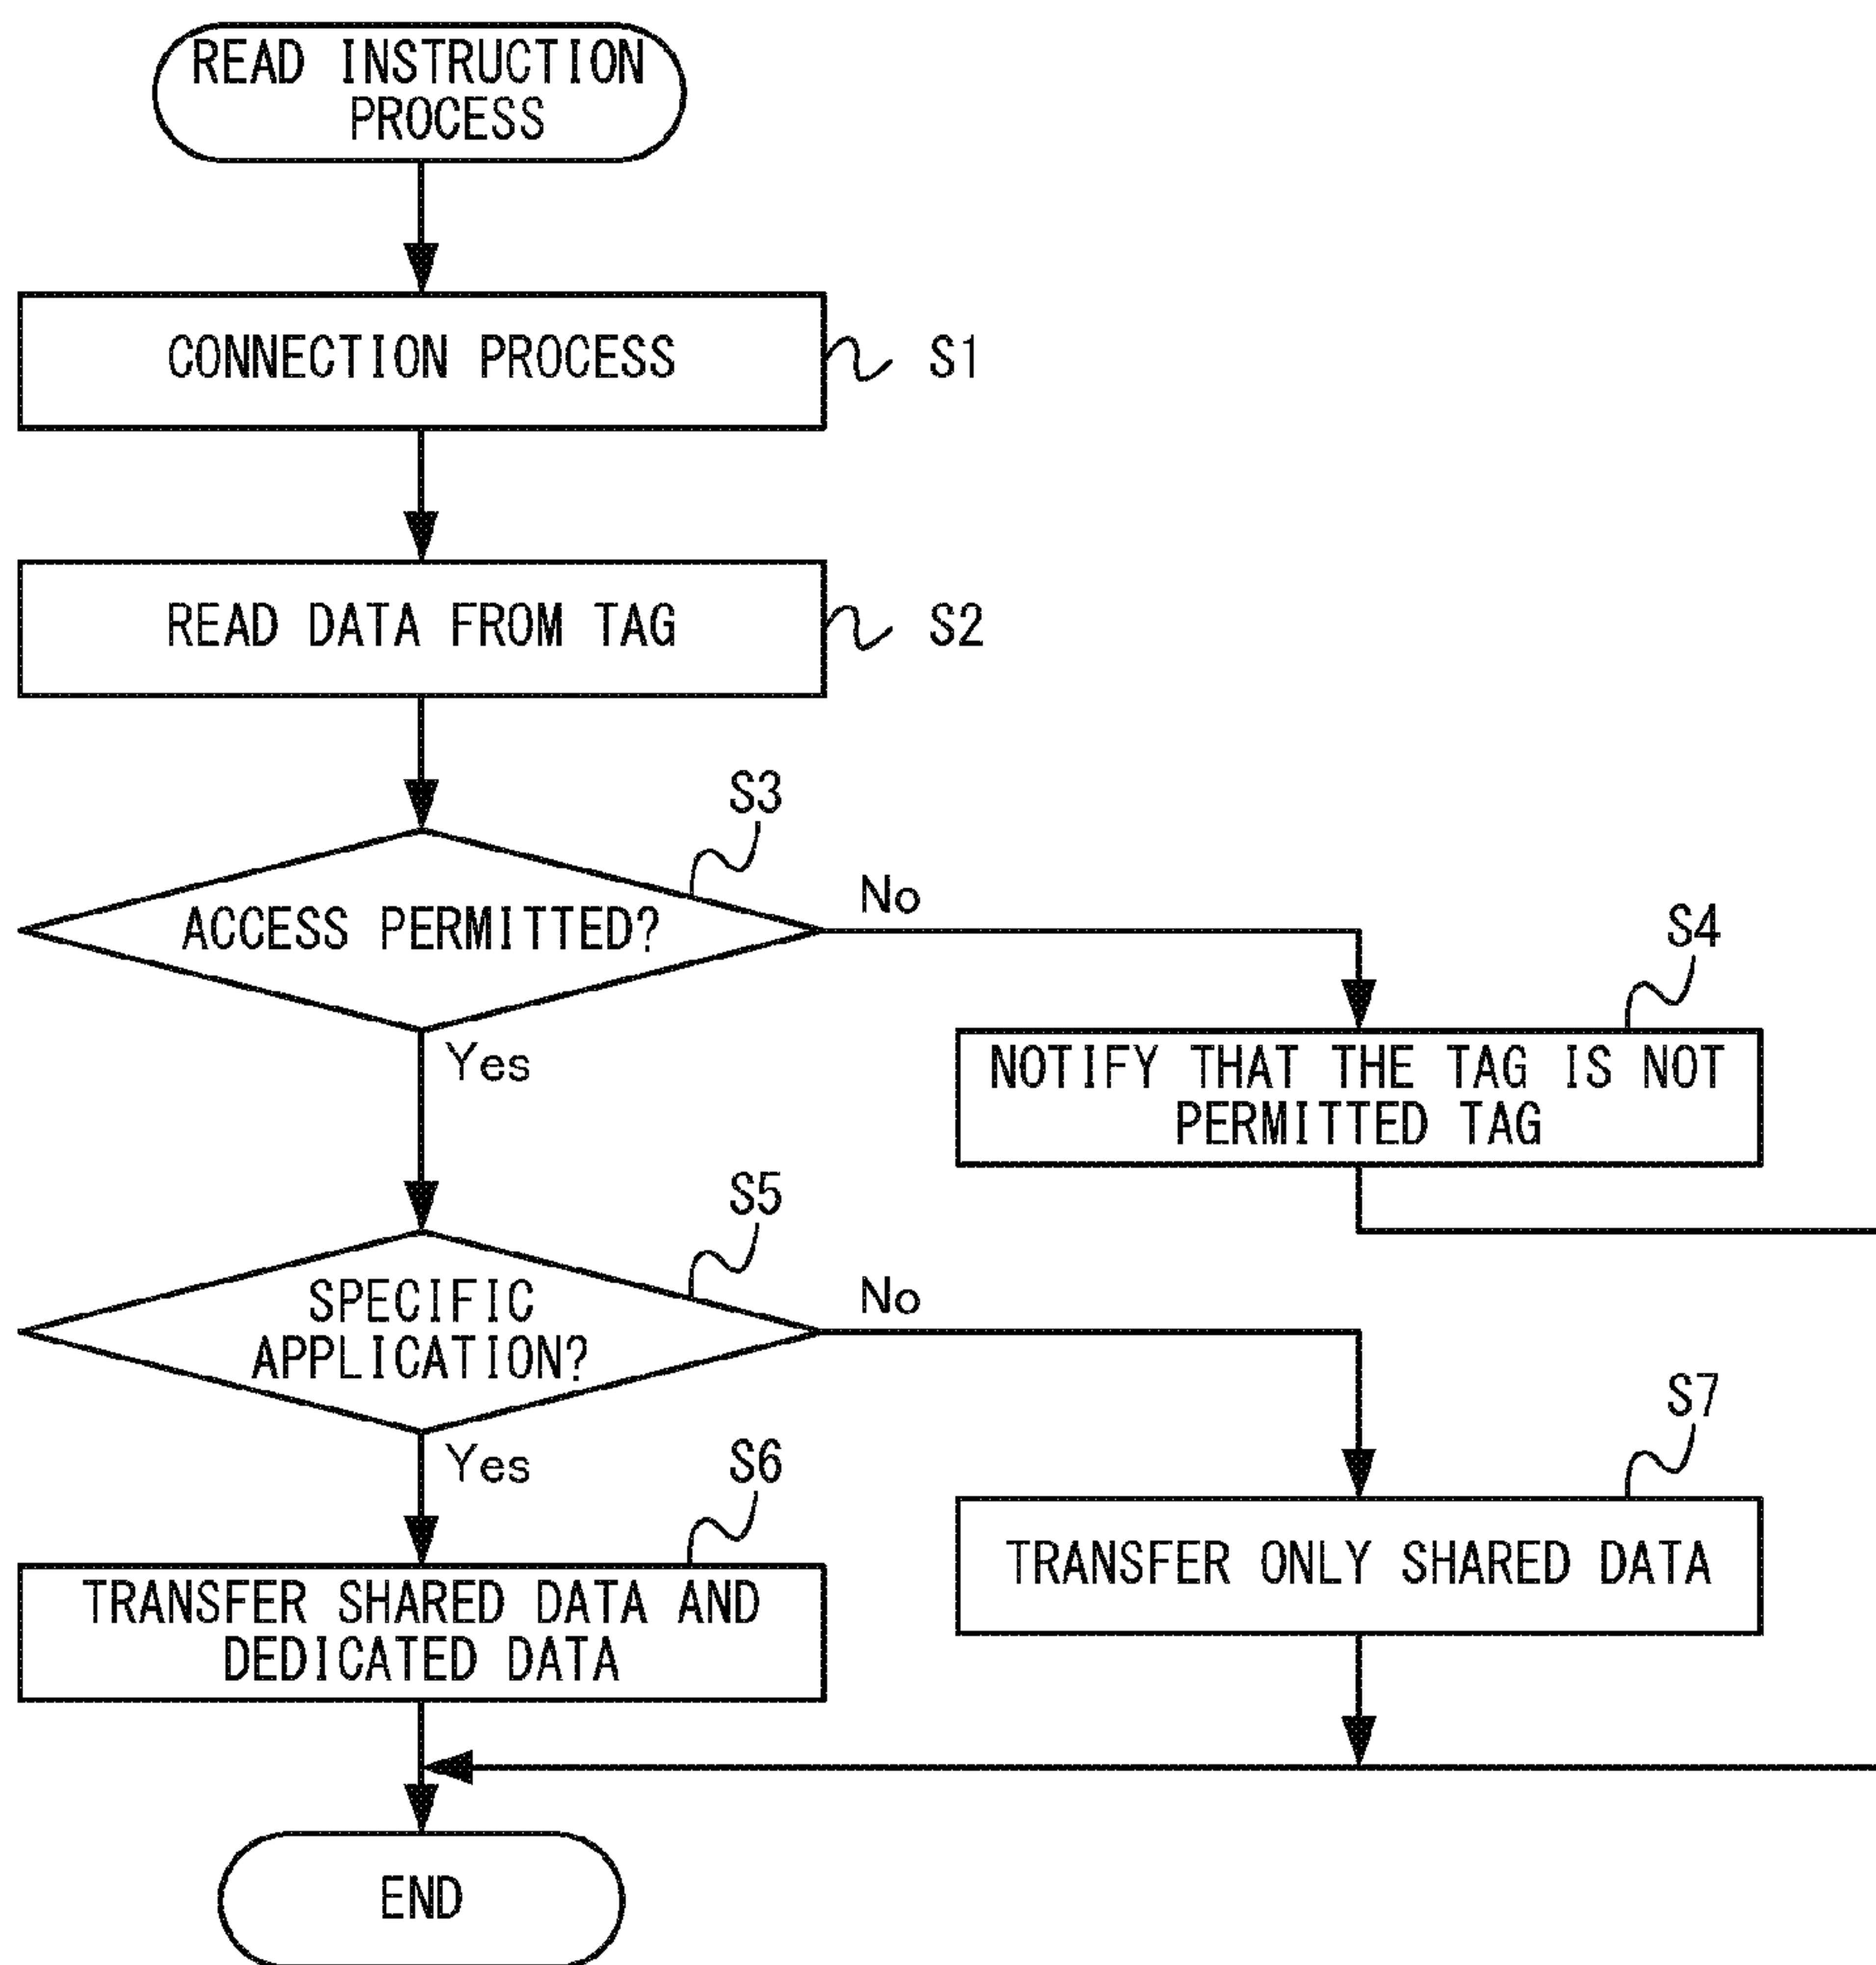 READ INSTRUCTION
PROCESS
CONNECTION PROCESS
S1
READ DATA FROM TAG
S2
S3
ACCESS PERMITTED?
No
Yes
S4
NOTIFY THAT THE TAG IS NOT
PERMITTED TAG
S5
SPECIFIC
APPLICATION?
No
Yes
S6
TRANSFER SHARED DATA AND
DEDICATED DATA
S7
TRANSFER ONLY SHARED DATA
END